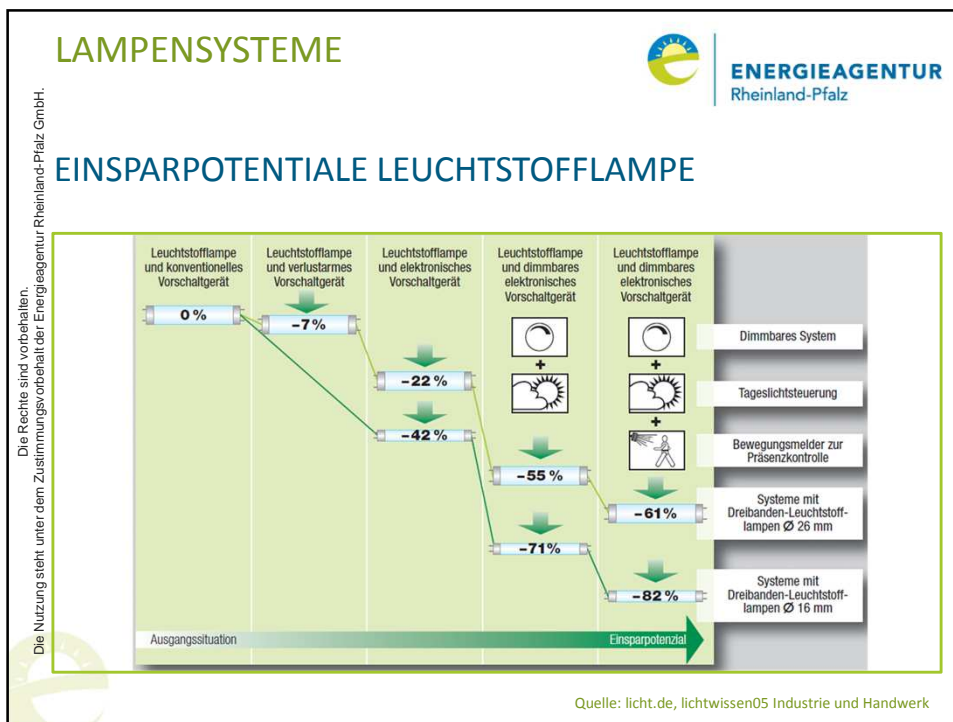 LAMPENSYSTEME
ENERGIEAGENTUR
Rheinland-Pfalz
Die Rechte sind vorbehalten.
Die Nutzung steht unter dem Zustimmungsvorbehalt der Energieagentur Rheinland-Pfalz GmbH.
EINSPARPOTENTIALE LEUCHTSTOFFLAMPE
Leuchtstofflampe
und konventionelles
Vorschaltgerät
Leuchtstofflampe
und verlustarmes
Vorschaltgerät
Leuchtstofflampe
und elektronisches
Vorschaltgerät
Leuchtstofflampe
und dimmbares
elektronisches
Vorschaltgerät
Leuchtstofflampe
und dimmbares
elektronisches
Vorschaltgerät
0 %
–7 %
–22 %
–42 %
+
–55 %
–71%
+
+
–61%
–82 %
Dimmbares System
Tageslichtsteuerung
Bewegungsmelder zur
Präsenzkontrolle
Systeme mit
Dreibanden-Leuchtstoff-
lampen Ø 26 mm
Systeme mit
Dreibanden-Leuchtstoff-
lampen Ø 16 mm
Ausgangssituation
Einsparpotenzial
Quelle: licht.de, lichtwissen05 Industrie und Handwerk